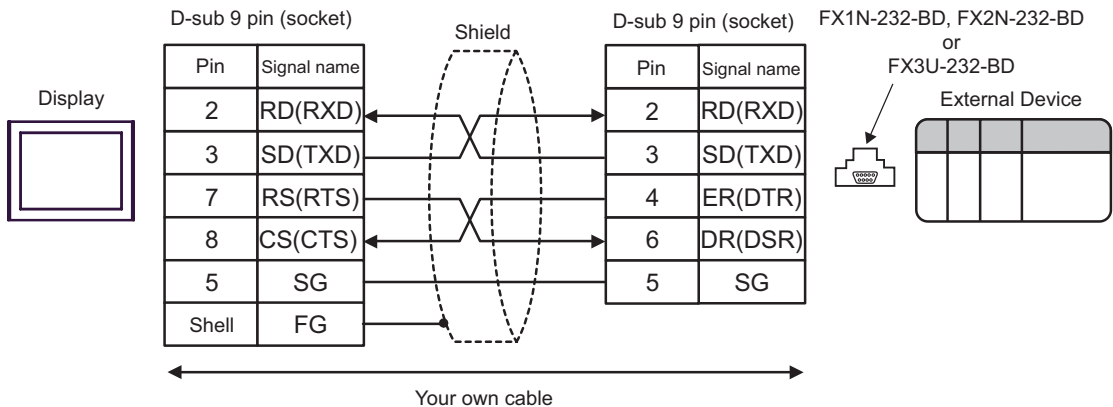 D-sub 9 pin (socket)
Shield
D-sub 9 pin (socket)
FX1N-232-BD, FX2N-232-BD
or
FX3U-232-BD
Display
External Device
Pin Signal name
2 RD(RXD)
3 SD(TXD)
7 RS(RTS)
8 CS(CTS)
5 SG
Shell FG
Pin Signal name
2 RD(RXD)
3 SD(TXD)
4 ER(DTR)
6 DR(DSR)
5 SG
Your own cable